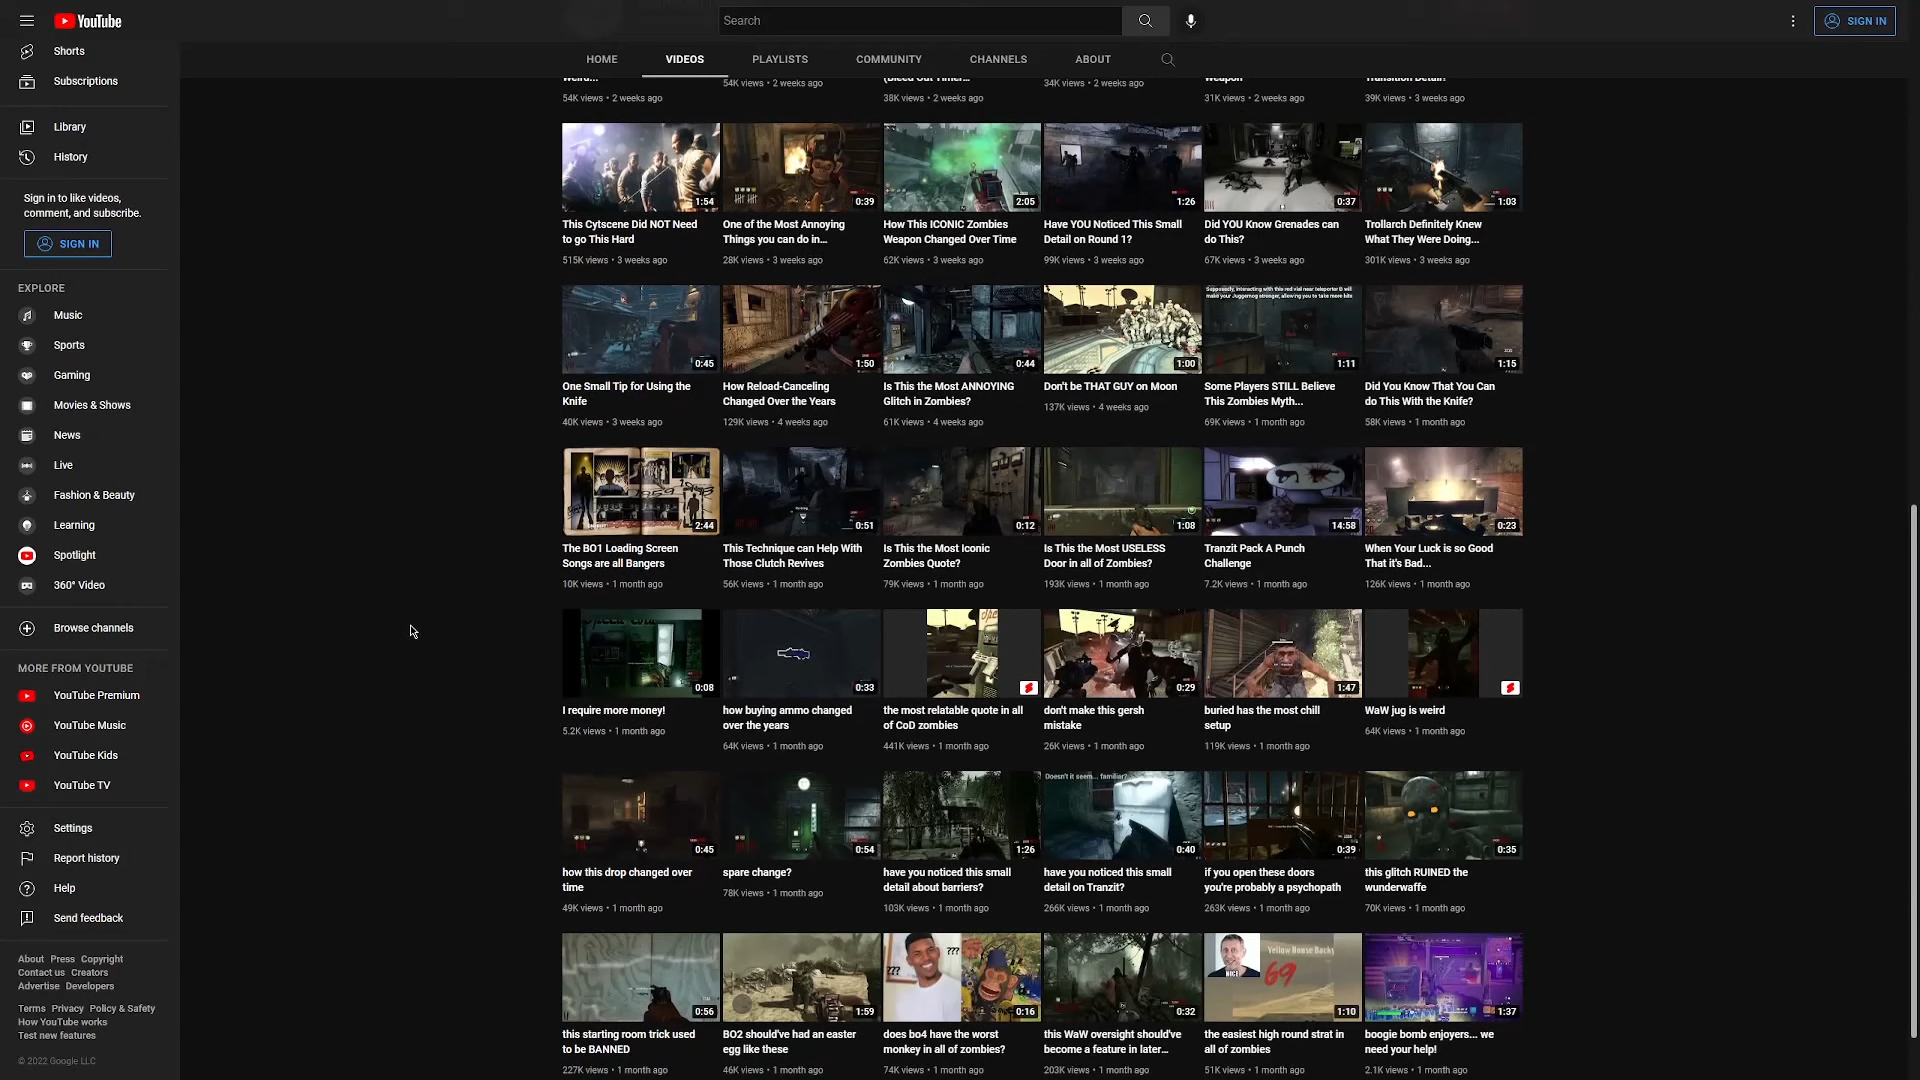 YouTube
Search
SIGN IN
Shorts
Subscriptions
Library
History
Sign in to like videos,
comment, and subscribe.
SIGN IN
EXPLORE
Music
Sports
Gaming
Movies & Shows
News
Live
Fashion & Beauty
Learning
Spotlight
360° Video
Browse channels
MORE FROM YOUTUBE
YouTube Premium
YouTube Music
YouTube Kids
YouTube TV
Settings
Report history
Help
Send feedback
About Press Copyright
Contact us Creators
Advertise Developers
Terms Privacy Policy & Safety
How YouTube works
Test new features
© 2022 Google LLC
HOME VIDEOS PLAYLISTS COMMUNITY CHANNELS ABOUT
54K views • 2 weeks ago
54K views • 2 weeks ago
38K views • 2 weeks ago
34K views • 2 weeks ago
31K views • 2 weeks ago
39K views • 3 weeks ago
1:54
This Cytscene Did NOT Need
to go This Hard
515K views • 3 weeks ago
0:39
One of the Most Annoying
Things you can do in...
28K views • 3 weeks ago
2:05
How This ICONIC Zombies
Weapon Changed Over Time
62K views • 3 weeks ago
1:26
Have YOU Noticed This Small
Detail on Round 1?
99K views • 3 weeks ago
0:37
Did YOU Know Grenades can
do This?
67K views • 3 weeks ago
1:03
Trollarch Definitely Knew
What They Were Doing...
301K views • 3 weeks ago
0:45
One Small Tip for Using the
Knife
40K views • 3 weeks ago
1:50
How Reload-Canceling
Changed Over the Years
129K views • 4 weeks ago
0:44
Is This the Most ANNOYING
Glitch in Zombies?
61K views • 4 weeks ago
1:00
Don't be THAT GUY on Moon
137K views • 4 weeks ago
Supposedly, interacting with this red vial near teleporter B will
make your Juggernog stronger, allowing you to take more hits
1:11
Some Players STILL Believe
This Zombies Myth...
69K views • 1 month ago
1:15
Did You Know That You Can
do This With the Knife?
58K views • 1 month ago
2:44
The BO1 Loading Screen
Songs are all Bangers
10K views • 1 month ago
0:51
This Technique can Help With
Those Clutch Revives
56K views • 1 month ago
0:12
Is This the Most Iconic
Zombies Quote?
79K views • 1 month ago
1:08
Is This the Most USELESS
Door in all of Zombies?
193K views • 1 month ago
14:58
Tranzit Pack A Punch
Challenge
7.2K views • 1 month ago
0:23
When Your Luck is so Good
That it's Bad...
126K views • 1 month ago
0:08
I require more money!
5.2K views • 1 month ago
0:33
how buying ammo changed
over the years
64K views • 1 month ago
the most relatable quote in all
of CoD zombies
441K views • 1 month ago
0:29
don't make this gersh
mistake
26K views • 1 month ago
1:47
buried has the most chill
setup
119K views • 1 month ago
WaW jug is weird
64K views • 1 month ago
0:45
how this drop changed over
time
49K views • 1 month ago
0:54
spare change?
78K views • 1 month ago
1:26
have you noticed this small
detail about barriers?
103K views • 1 month ago
Doesn't it seem... familiar?
0:40
have you noticed this small
detail on Tranzit?
266K views • 1 month ago
0:39
if you open these doors
you're probably a psychopath
263K views • 1 month ago
0:35
this glitch RUINED the
wunderwaffe
70K views • 1 month ago
0:56
this starting room trick used
to be BANNED
227K views • 1 month ago
1:59
BO2 should've had an easter
egg like these
46K views • 1 month ago
???
???
0:16
does bo4 have the worst
monkey in all of zombies?
74K views • 1 month ago
0:32
this WaW oversight should've
become a feature in later...
203K views • 1 month ago
Yellow House Backs
69
NICE
1:10
the easiest high round strat in
all of zombies
51K views • 1 month ago
1:37
boogie bomb enjoyers... we
need your help!
2.1K views • 1 month ago